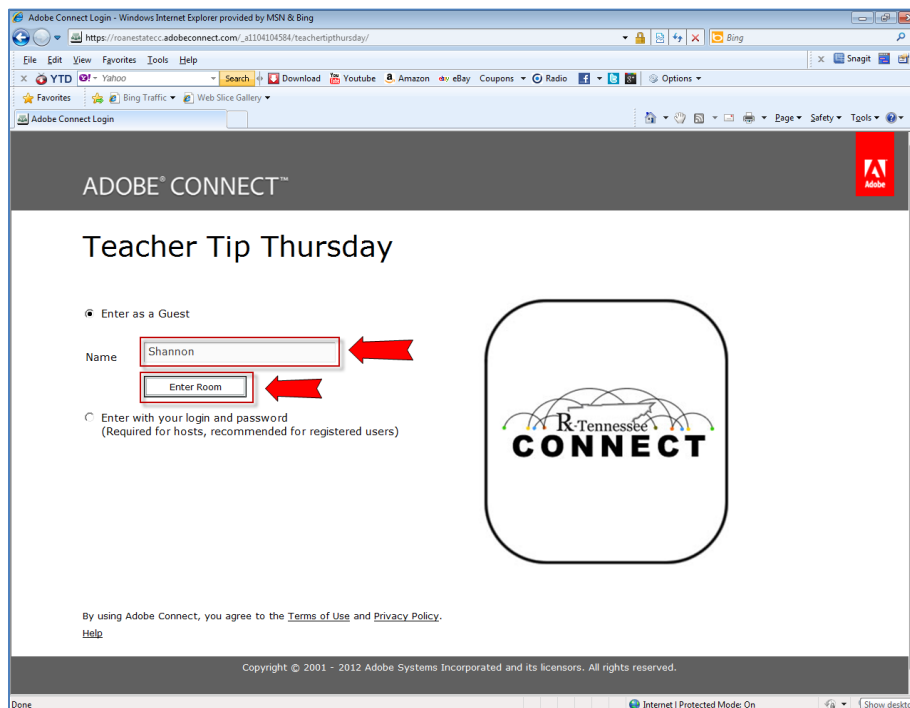 Adobe Connect Login - Windows Internet Explorer provided by MSN & Bing
https://roanestatecc.adobeconnect.com/_a1104104584/teachertipthursday/
Bing
File Edit View Favorites Tools Help
x Snagit
x YTD Yahoo Search Download Youtube Amazon eBay Coupons Radio Options
Favorites Bing Traffic Web Slice Gallery
Adobe Connect Login
Page Safety Tools
ADOBE® CONNECT™
Adobe
Teacher Tip Thursday
Enter as a Guest
Name Shannon
Enter Room
Enter with your login and password
(Required for hosts, recommended for registered users)
Rx-Tennessee
CONNECT
By using Adobe Connect, you agree to the Terms of Use and Privacy Policy.
Help
Copyright © 2001 - 2012 Adobe Systems Incorporated and its licensors. All rights reserved.
Done
Internet | Protected Mode: On
Show deskto